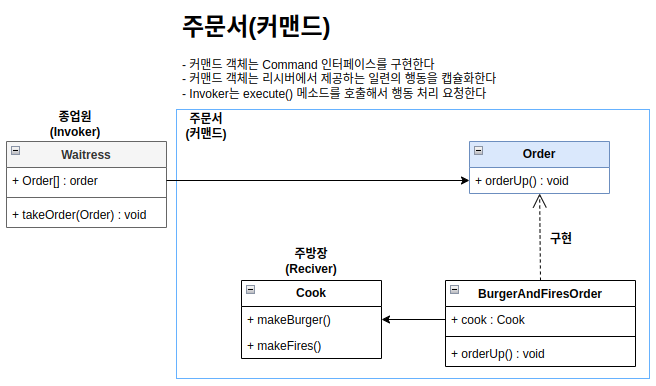 주문서(커맨드)
- 커맨드 객체는 Command 인터페이스를 구현한다
- 커맨드 객체는 리시버에서 제공하는 일련의 행동을 캡슐화한다
- Invoker는 execute() 메소드를 호출해서 행동 처리 요청한다
종업원
(Invoker)
Waitress
+ Order[] : order
+ takeOrder(Order) : void
주문서
(커맨드)
Order
+ orderUp() : void
구현
주방장
(Reciver)
Cook
+ makeBurger()
+ makeFires()
BurgerAndFiresOrder
+ cook : Cook
+ orderUp() : void